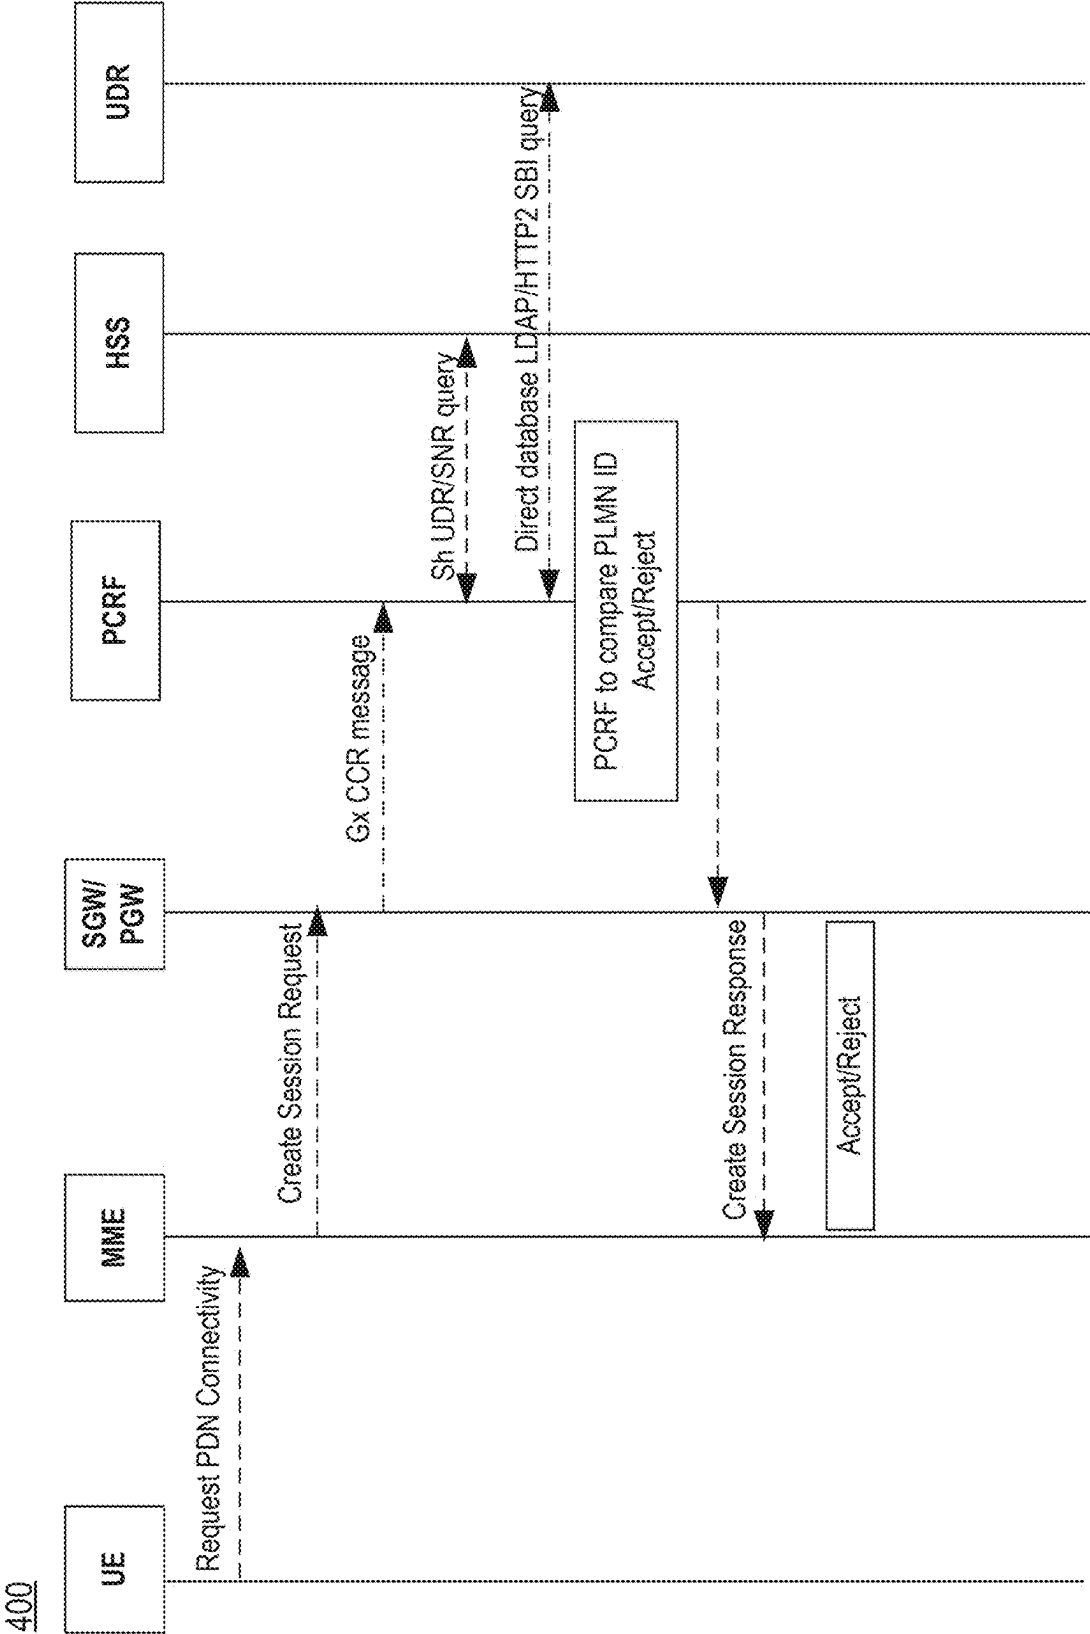 400
UE
MME
SGW/
PGW
PCRF
HSS
UDR
Request PDN Connectivity
Create Session Request
Gx CCR message
Sh UDR/SNR query
Direct database LDAP/HTTP2 SBI query
PCRF to compare PLMN ID
Accept/Reject
Create Session Response
Accept/Reject